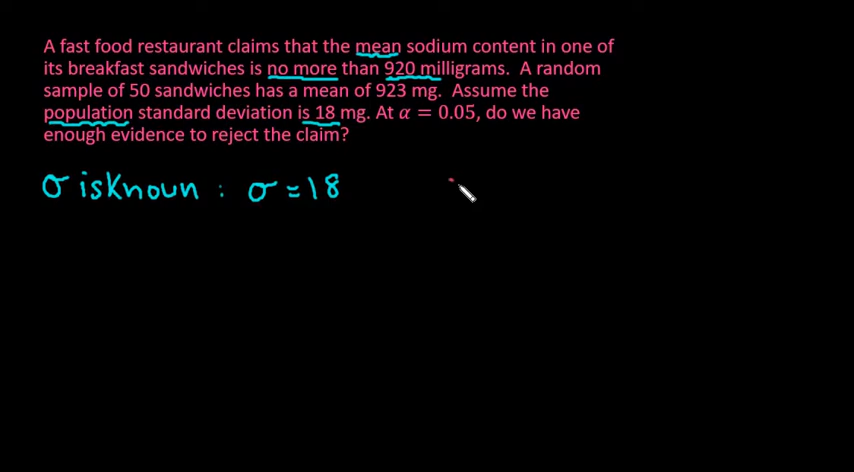 A fast food restaurant claims that the mean sodium content in one of
its breakfast sandwiches is no more than 920 milligrams. A random
sample of 50 sandwiches has a mean of 923 mg. Assume the
population standard deviation is 18 mg. At α = 0.05, do we have
enough evidence to reject the claim?
σ is known : σ = 18